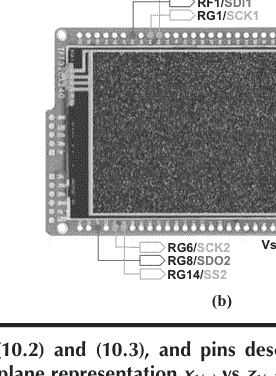 RF1/SDI1
RG1/SCK1
RG6/SCK2
Vs
RG8/SDO2
RG14/SS2
(b)
(10.2) and (10.3), and pins desc
plane representation